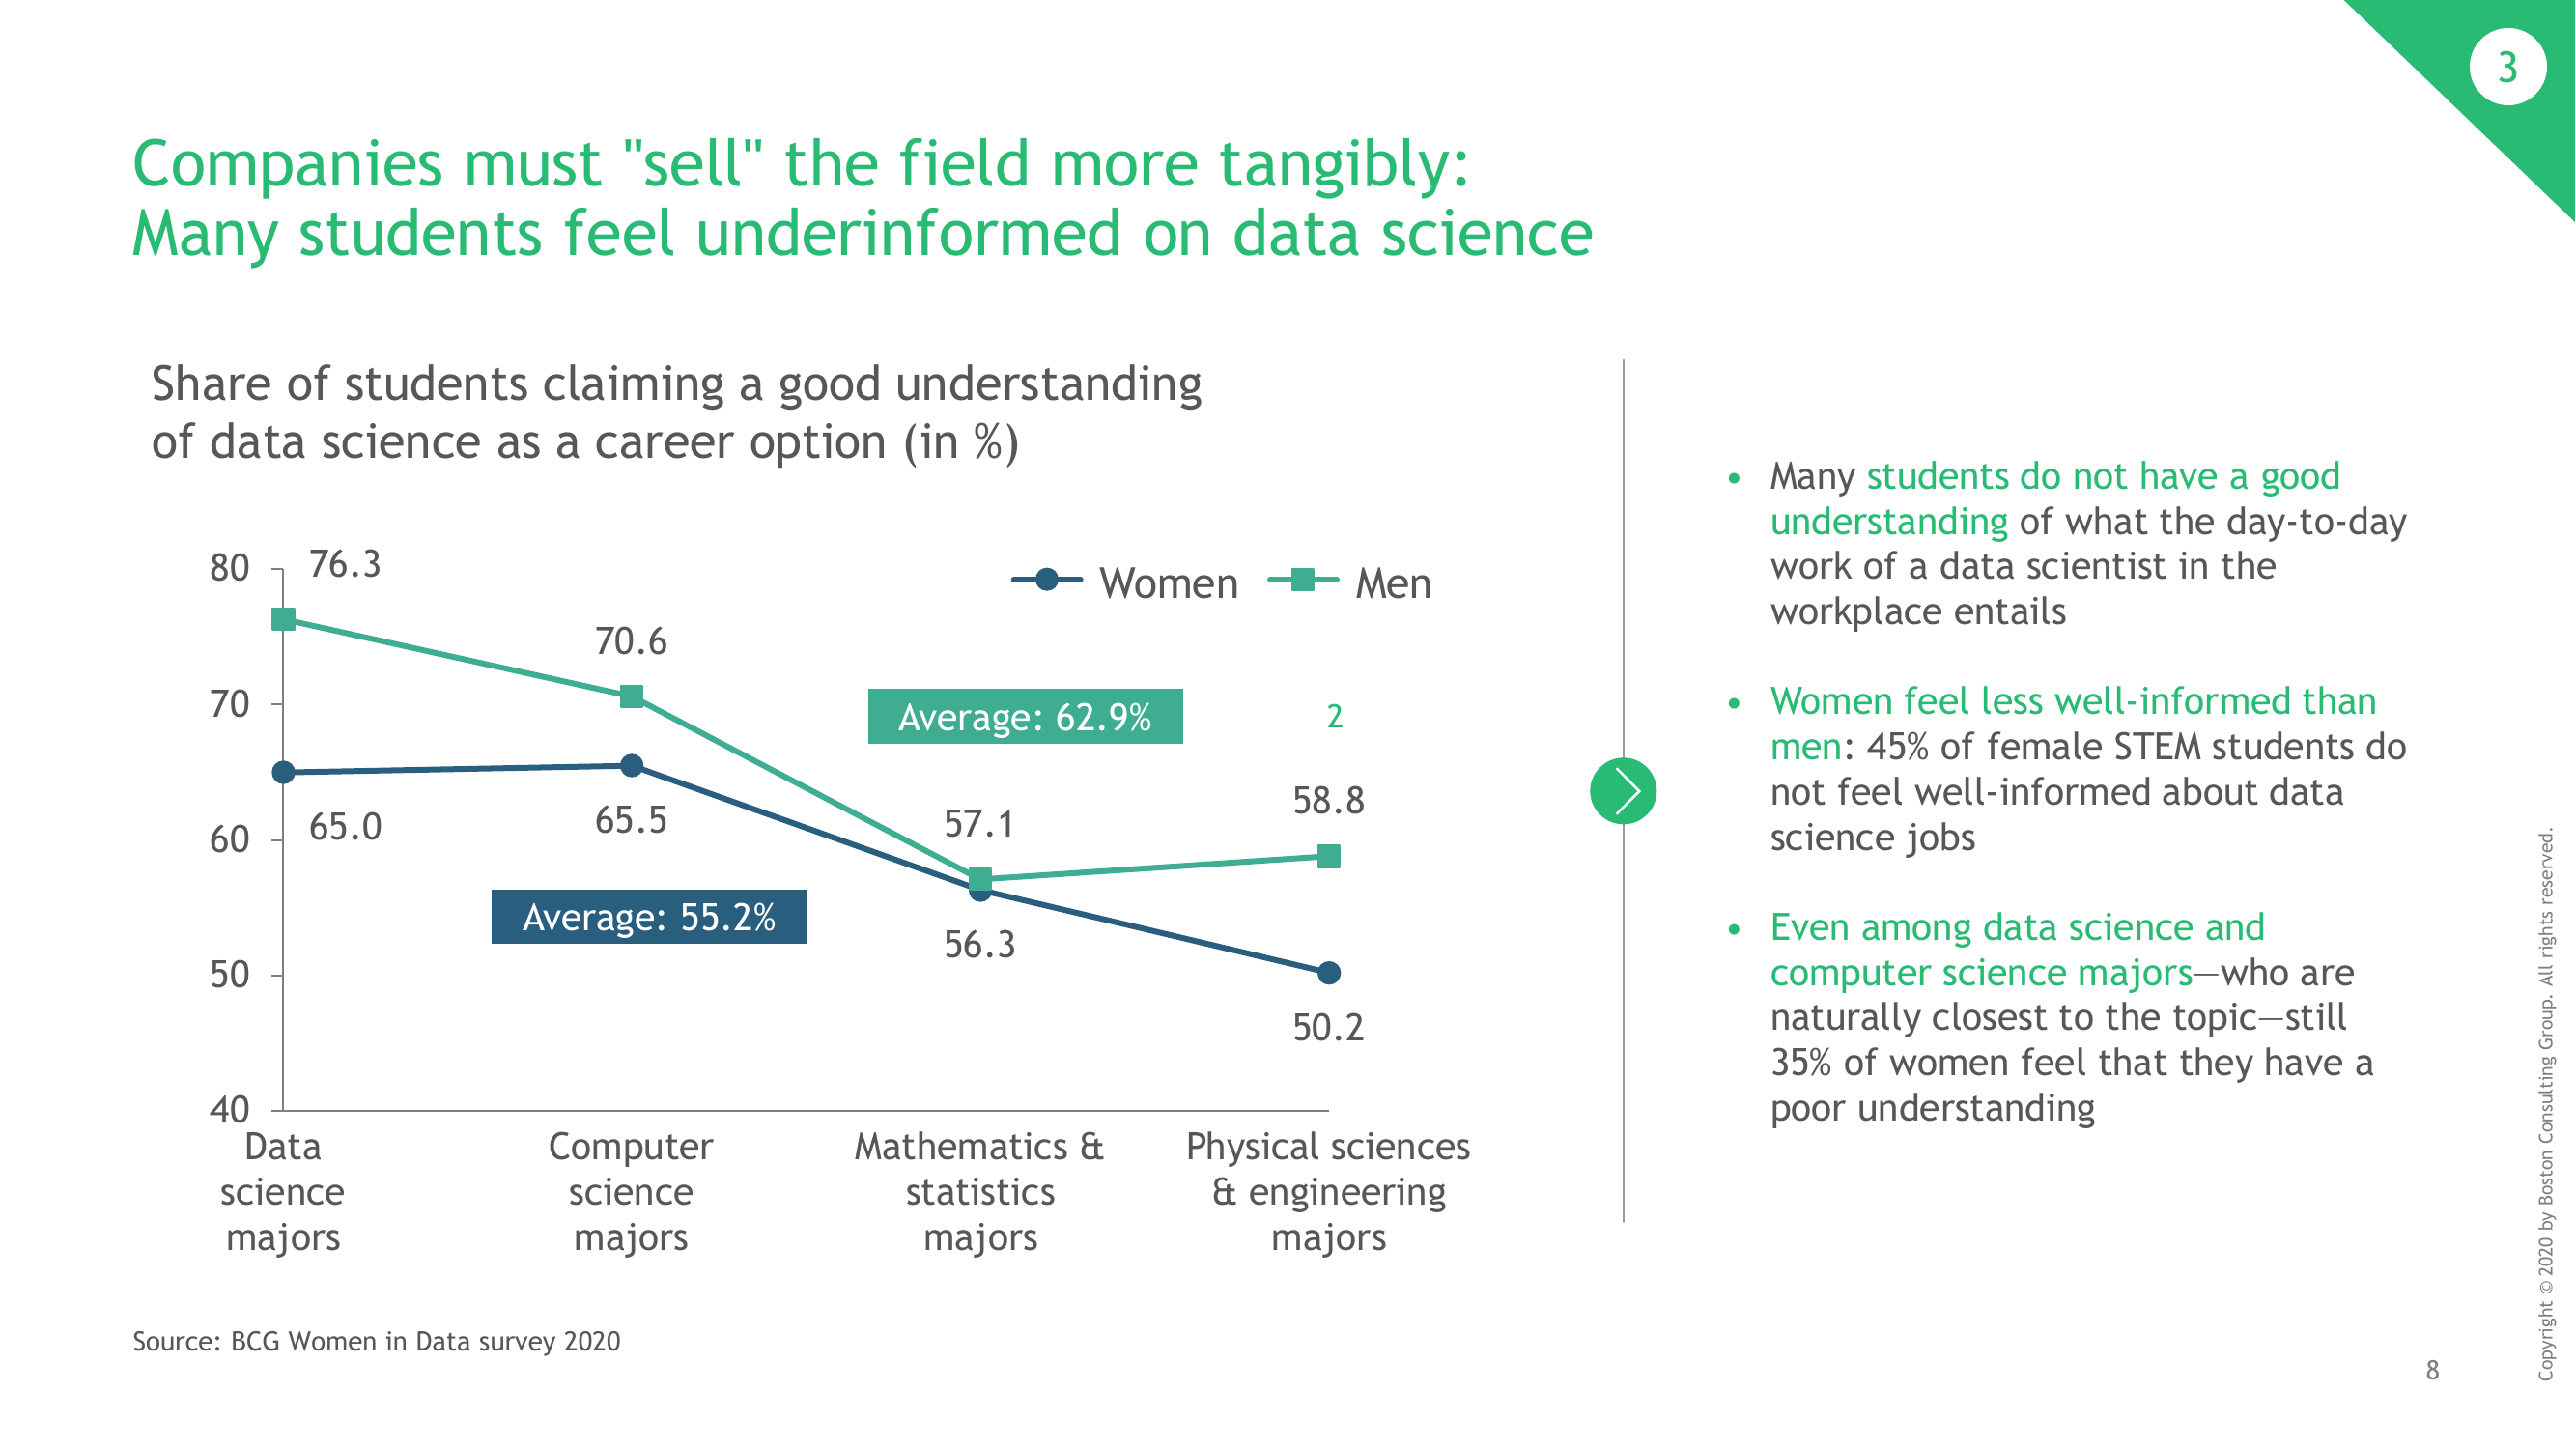 3
Companies must "sell" the field more tangibly:
Many students feel underinformed on data science
Share of students claiming a good understanding
of data science as a career option (in %)
Women
Men
80
70
60
50
40
76.3
70.6
57.1
58.8
65.0
65.5
56.3
50.2
Average: 62.9%
2
Average: 55.2%
Data
science
majors
Computer
science
majors
Mathematics &
statistics
majors
Physical sciences
& engineering
majors
• Many students do not have a good
understanding of what the day-to-day
work of a data scientist in the
workplace entails
• Women feel less well-informed than
men: 45% of female STEM students do
not feel well-informed about data
science jobs
• Even among data science and
computer science majors—who are
naturally closest to the topic—still
35% of women feel that they have a
poor understanding
Source: BCG Women in Data survey 2020
8
Copyright © 2020 by Boston Consulting Group. All rights reserved.